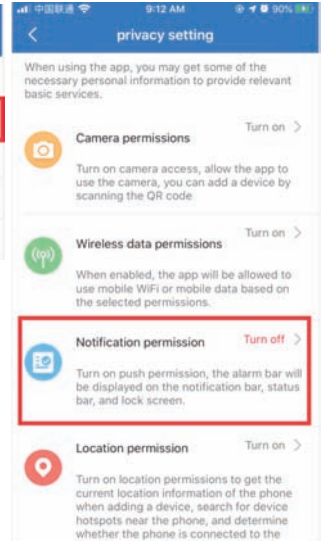 中国联通 9:12 AM 90%
privacy setting
When using the app, you may get some of the
necessary personal information to provide relevant
basic services.
Camera permissions Turn on
Turn on camera access, allow the app to
use the camera, you can add a device by
scanning the QR code
Wireless data permissions Turn on
When enabled, the app will be allowed to
use mobile WiFi or mobile data based on
the selected permissions.
Notification permission Turn off
Turn on push permission, the alarm bar will
be displayed on the notification bar, status
bar, and lock screen.
Location permission Turn on
Turn on location permissions to get the
current location information of the phone
when adding a device, search for device
hotspots near the phone, and determine
whether the phone is connected to the